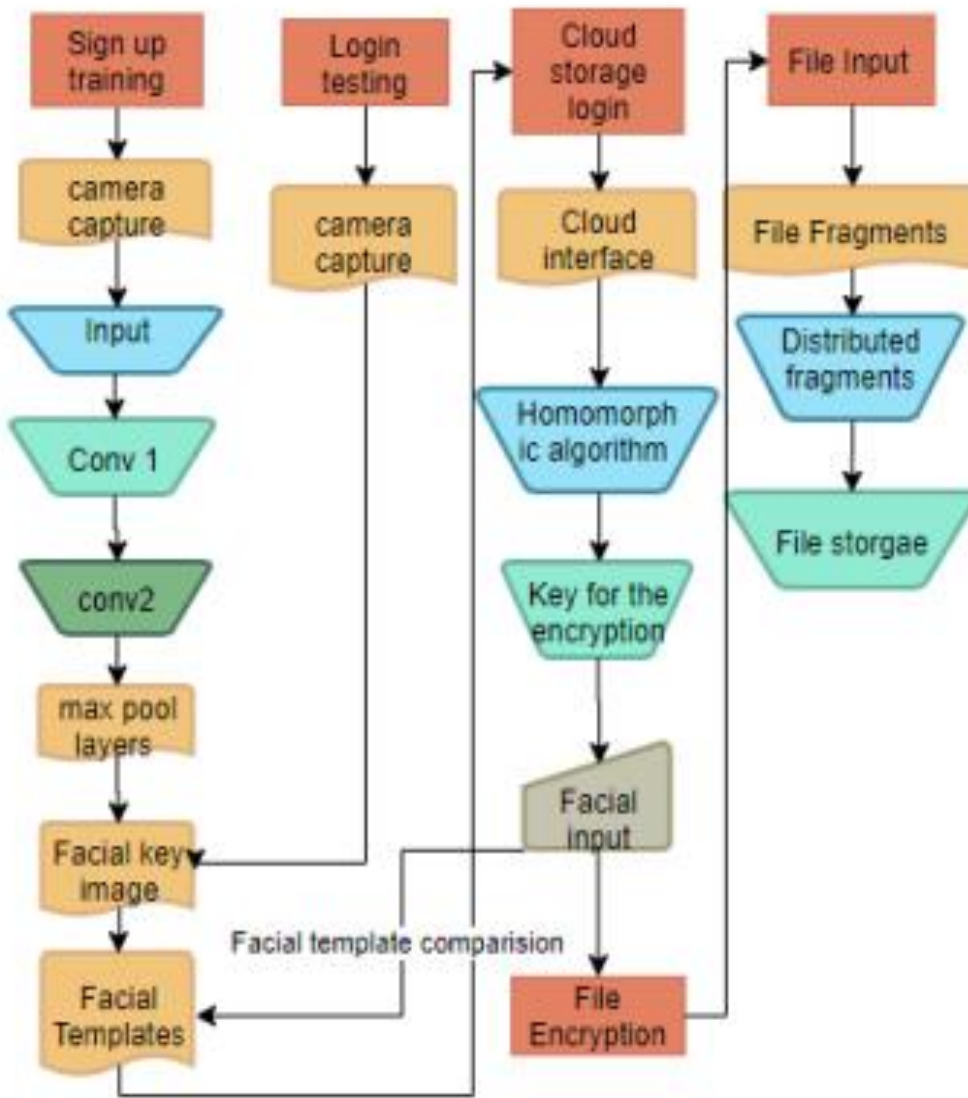 Sign up
training
camera
capture
Input
Conv 1
conv2
max pool
layers
Facial key
image
Facial
Templates
Login
testing
camera
capture
Facial template comparision
Cloud
storage
login
Cloud
interface
Homomorph
ic algorithm
Key for the
encryption
Facial
input
File
Encryption
File Input
File Fragments
Distributed
fragments
File storgae